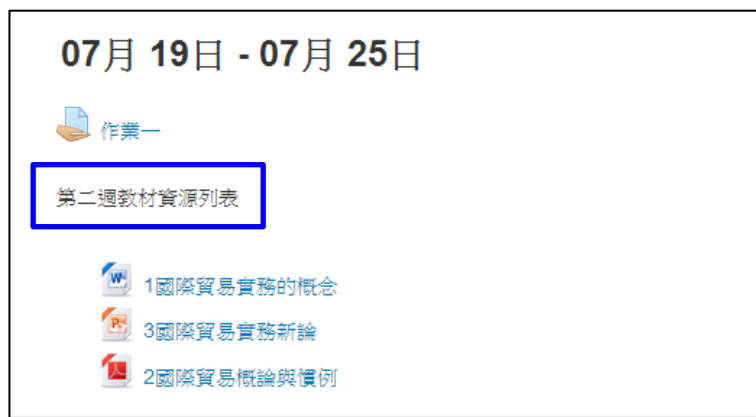 07月 19日 - 07月 25日
作業一
第二週教材資源列表
1國際貿易實務的概念
3國際貿易實務新論
2國際貿易概論與慣例